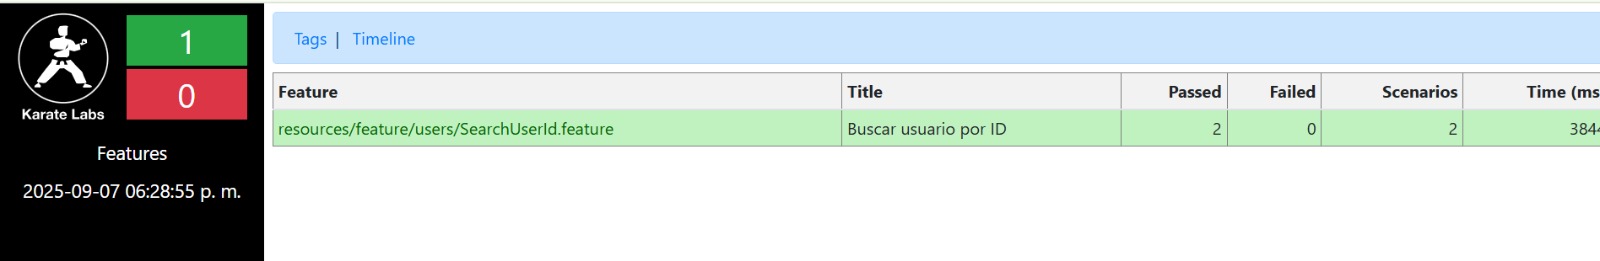 1
0
Karate Labs
Features
2025-09-07 06:28:55 p. m.
Tags | Timeline
Feature Title Passed Failed Scenarios Time (ms
resources/feature/users/SearchUserId.feature Buscar usuario por ID 2 0 2 384